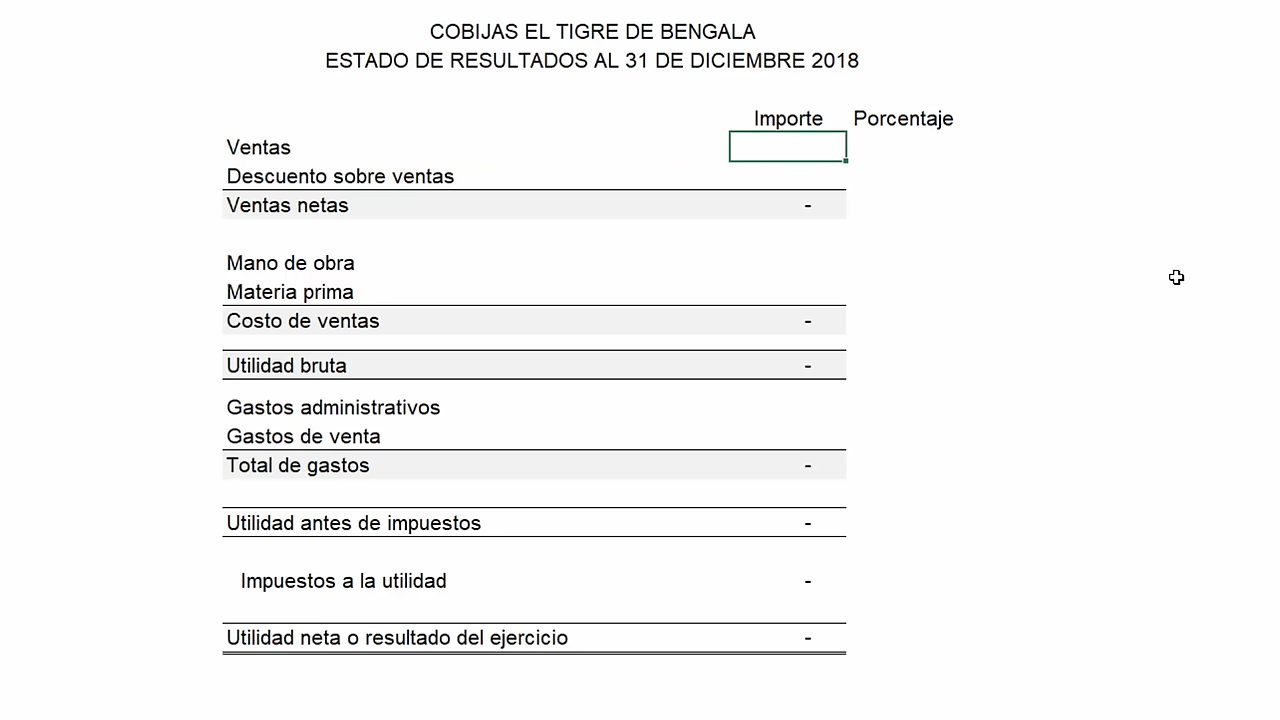 COBIJAS EL TIGRE DE BENGALA
ESTADO DE RESULTADOS AL 31 DE DICIEMBRE 2018
Importe Porcentaje
Ventas
Descuento sobre ventas
Ventas netas -
Mano de obra
Materia prima
Costo de ventas -
Utilidad bruta -
Gastos administrativos
Gastos de venta
Total de gastos -
Utilidad antes de impuestos -
Impuestos a la utilidad -
Utilidad neta o resultado del ejercicio -